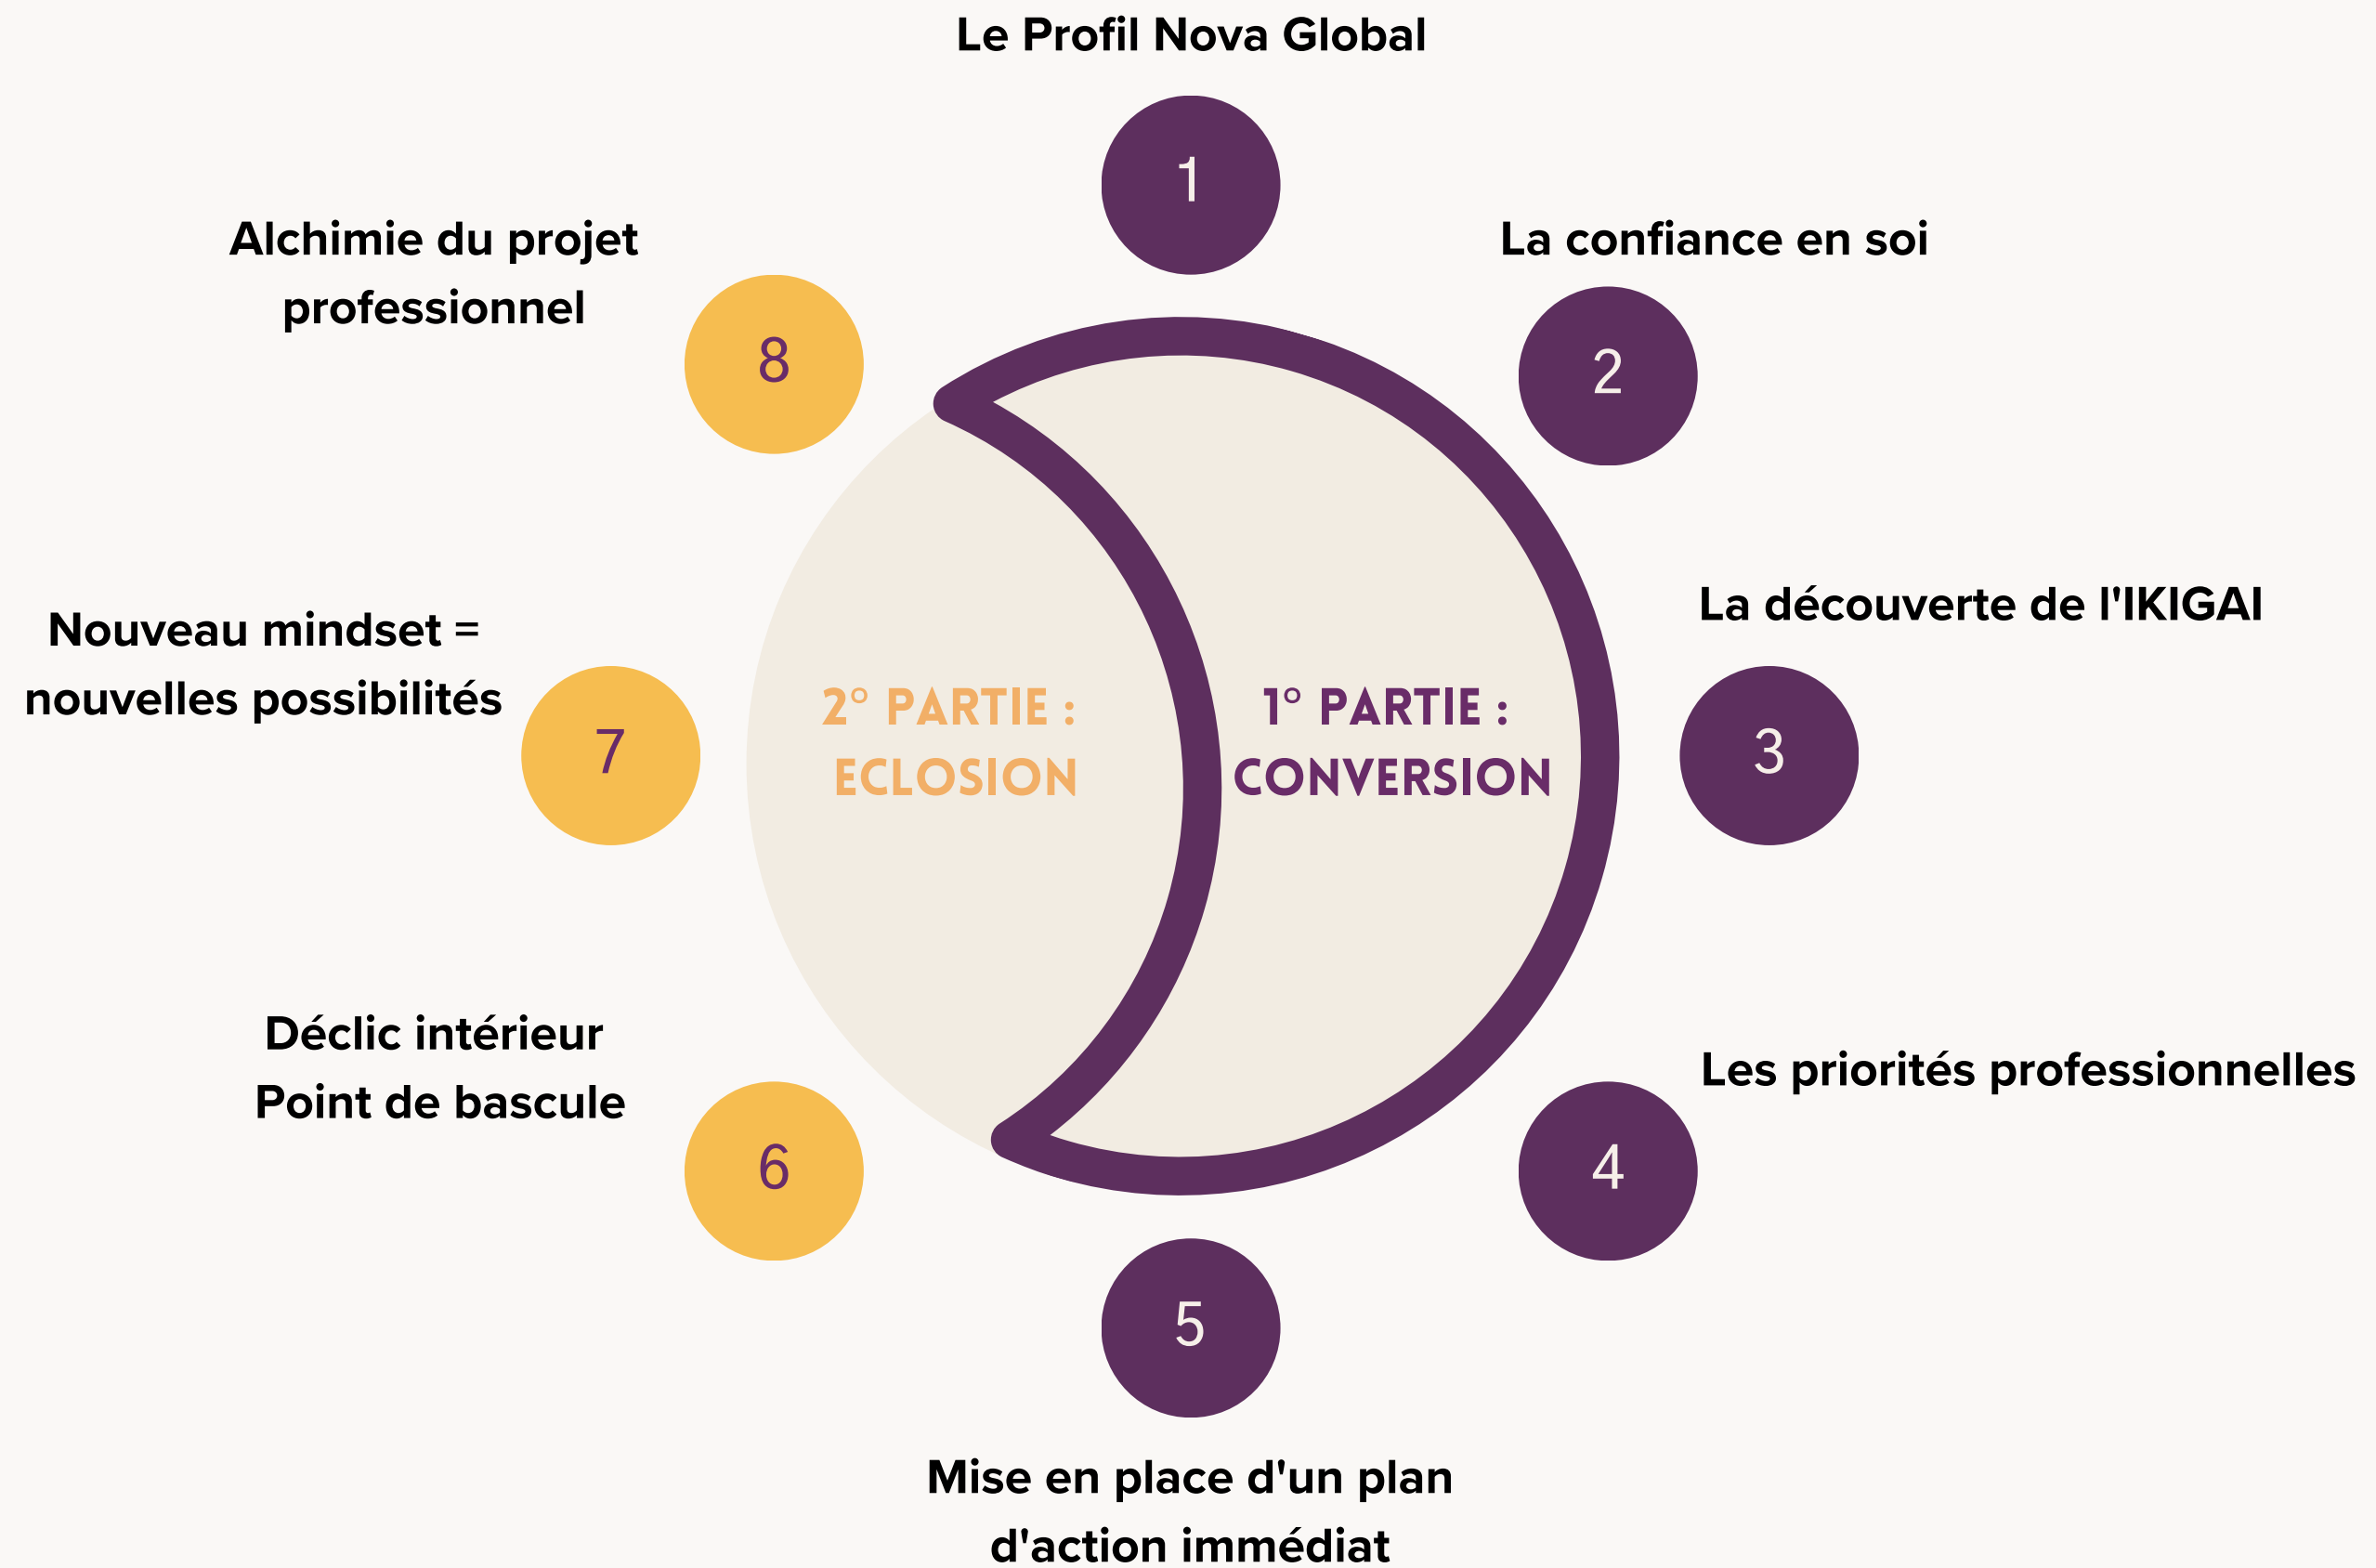 Le Profil Nova Global
1
La confiance en soi
2
La découverte de l'IKIGAI
3
Les priorités professionnelles
4
5
Mise en place d'un plan
d'action immédiat
Déclic intérieur
Point de bascule
6
Nouveau mindset =
nouvelles possibilités
7
Alchimie du projet
professionnel
8
1° PARTIE :
CONVERSION
2° PARTIE :
ECLOSION